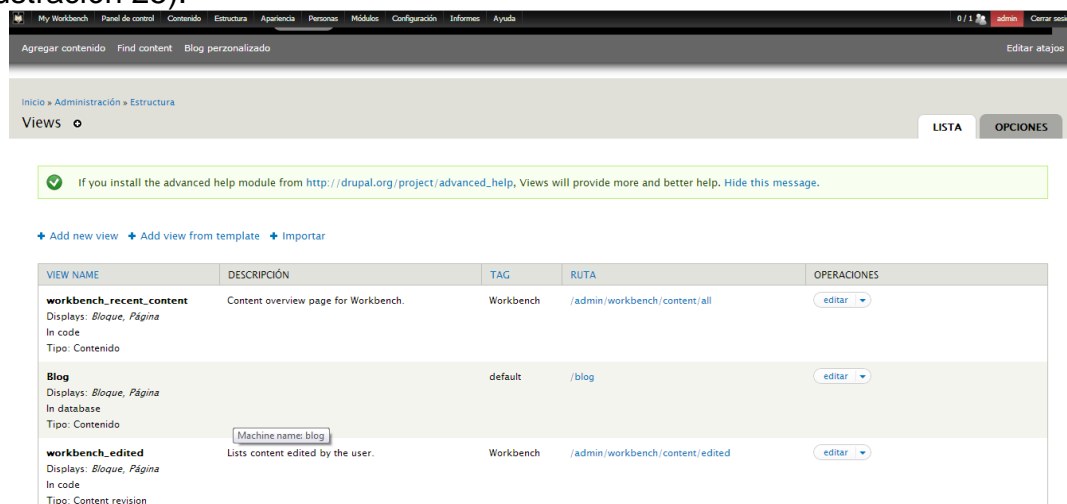 ustración 28).
My Workbench Panel de control Contenido Estructura Apariencia Personas Módulos Configuración Informes Ayuda 0 / 1 admin Cerrar sesi
Agregar contenido Find content Blog perzonalizado Editar atajos
Inicio » Administración » Estructura
Views
LISTA OPCIONES
If you install the advanced help module from http://drupal.org/project/advanced_help, Views will provide more and better help. Hide this message.
Add new view Add view from template Importar
VIEW NAME DESCRIPCIÓN TAG RUTA OPERACIONES
workbench_recent_content Content overview page for Workbench. Workbench /admin/workbench/content/all editar
Displays: Bloque, Página
In code
Tipo: Contenido
Blog default /blog editar
Displays: Bloque, Página
In database
Tipo: Contenido
Machine name: blog
workbench_edited Lists content edited by the user. Workbench /admin/workbench/content/edited editar
Displays: Bloque, Página
In code
Tipo: Content revision